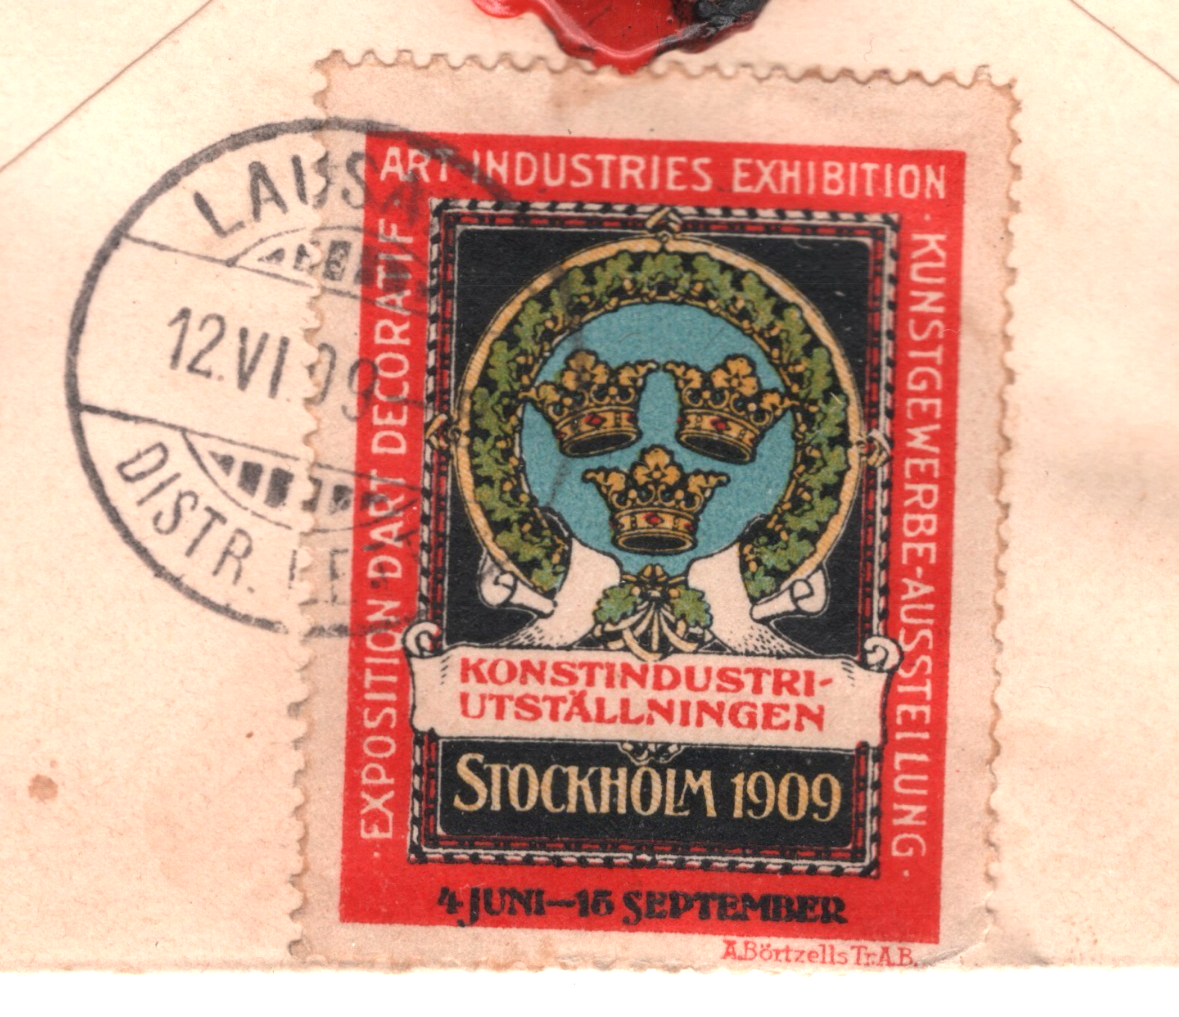 ART INDUSTRIES EXHIBITION
· KUNSTGEWERBE-AUSSTELLUNG ·
· EXPOSITION D'ART DECORATIF
KONSTINDUSTRI-
UTSTÄLLNINGEN
STOCKHOLM 1909
4 JUNI–15 SEPTEMBER
A. Börtzells Tr. A.B.
12.VI.09
DISTR.